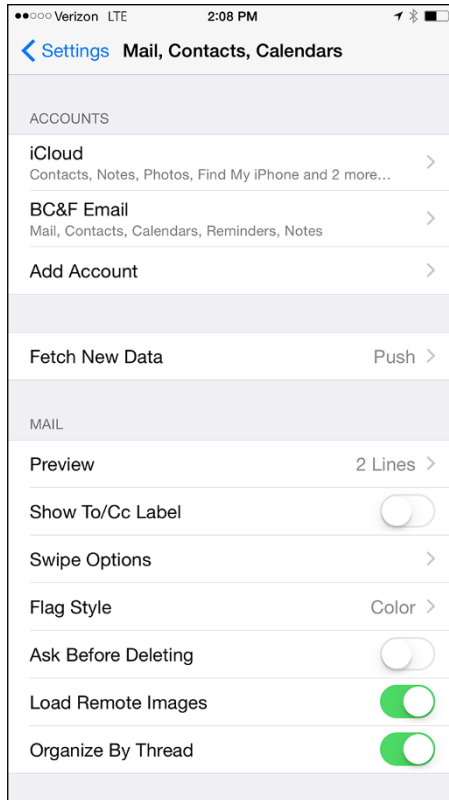 Verizon LTE 2:08 PM
Settings Mail, Contacts, Calendars
ACCOUNTS
iCloud
Contacts, Notes, Photos, Find My iPhone and 2 more...
BC&F Email
Mail, Contacts, Calendars, Reminders, Notes
Add Account
Fetch New Data Push
MAIL
Preview 2 Lines
Show To/Cc Label
Swipe Options
Flag Style Color
Ask Before Deleting
Load Remote Images
Organize By Thread